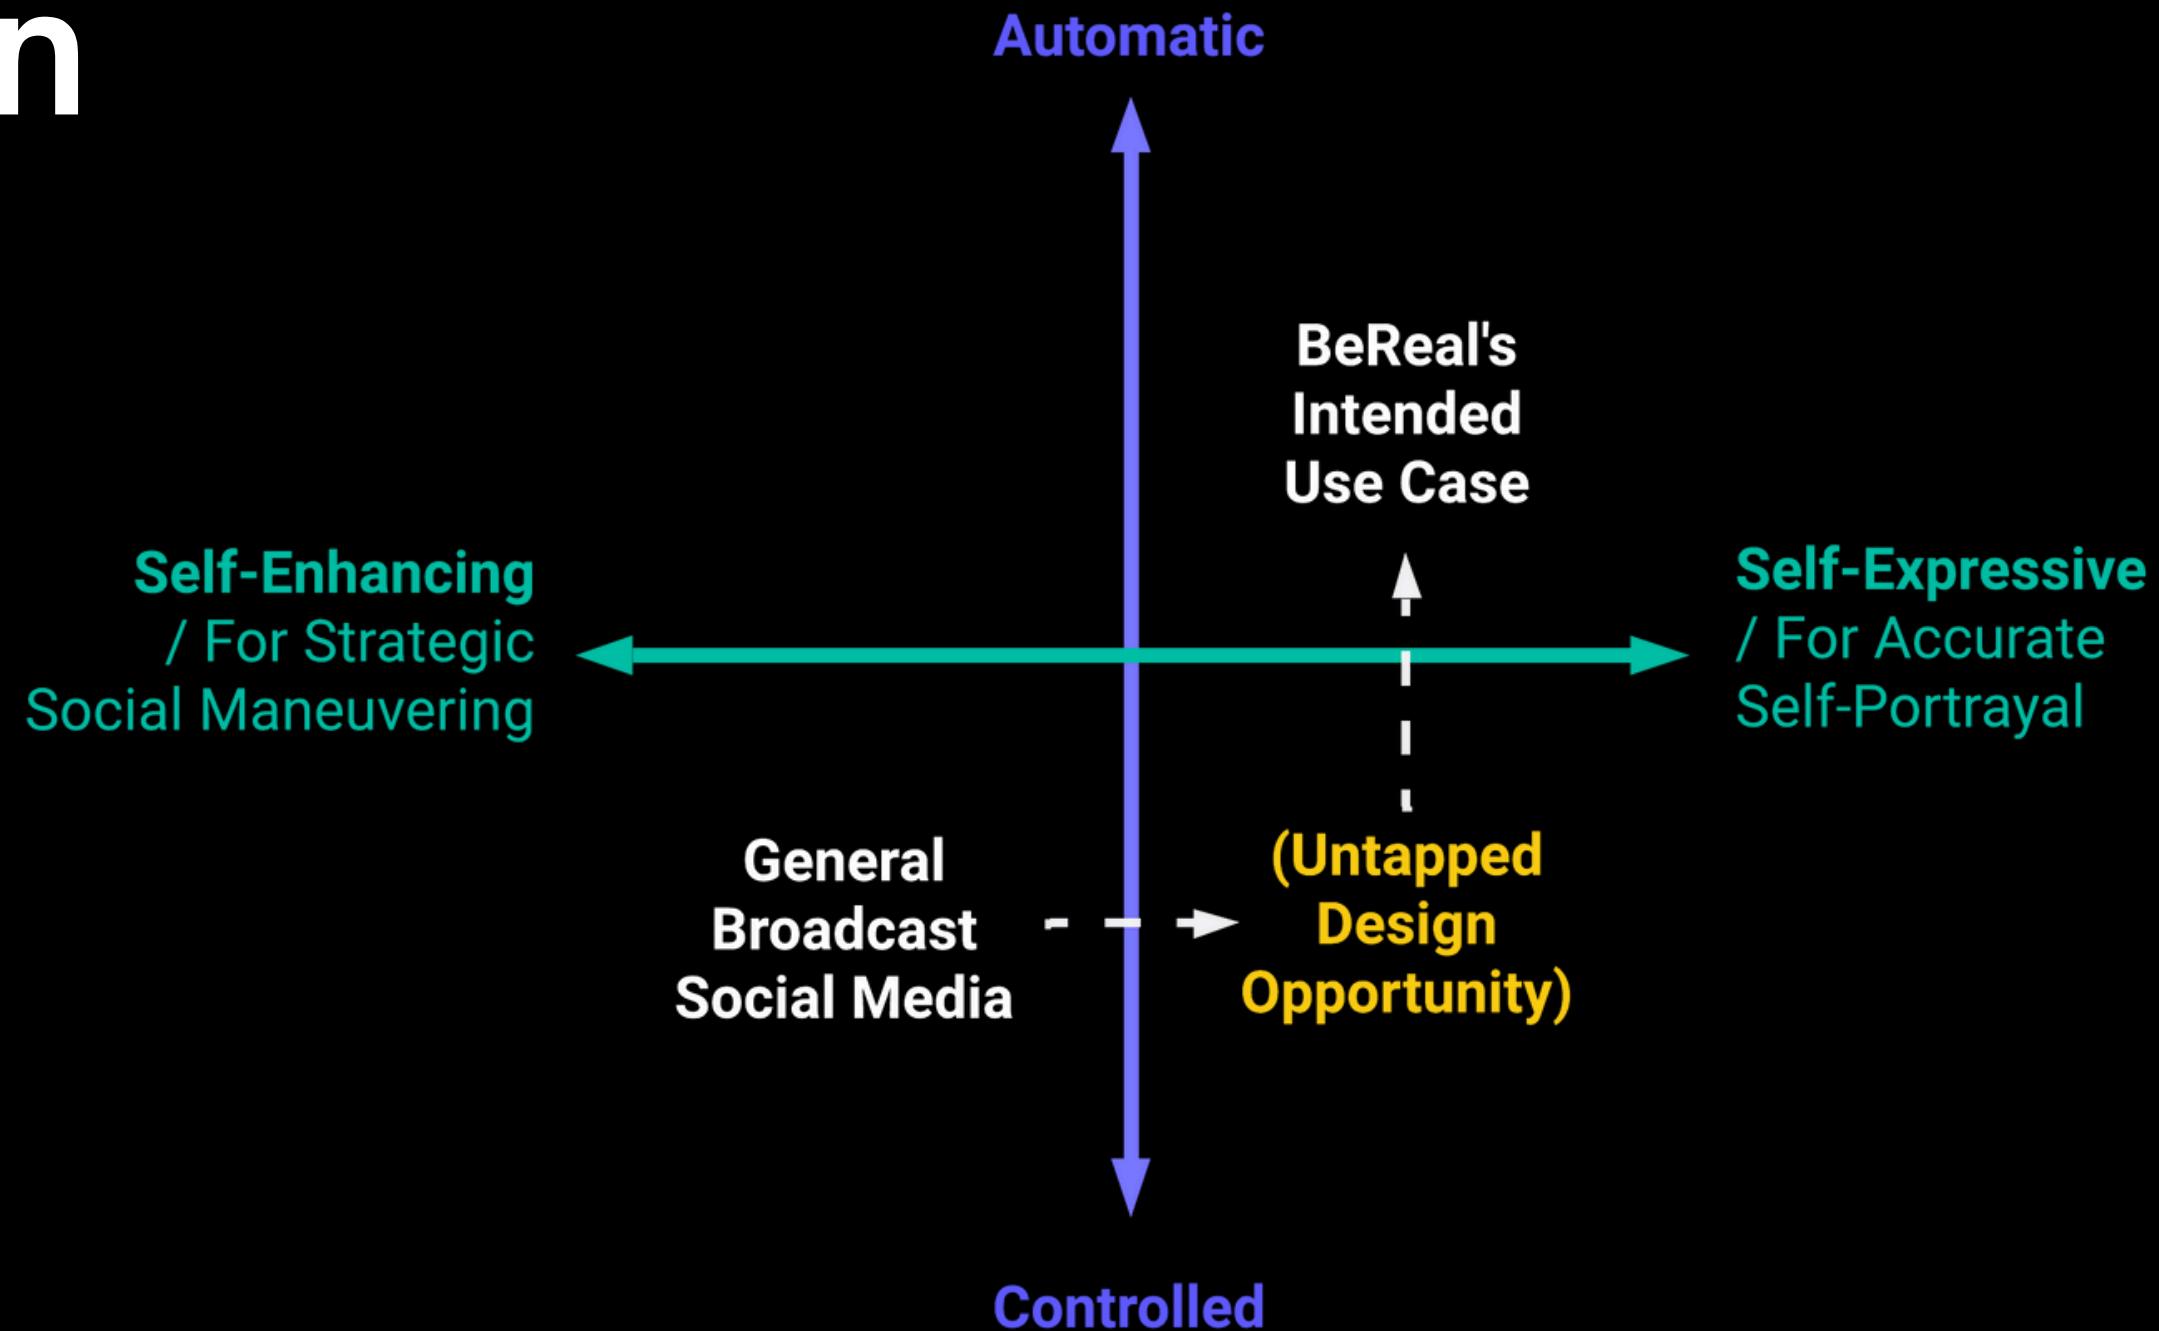 n
Automatic
BeReal's
Intended
Use Case
Self-Enhancing
/ For Strategic
Social Maneuvering
Self-Expressive
/ For Accurate
Self-Portrayal
General
Broadcast
Social Media
(Untapped
Design
Opportunity)
Controlled